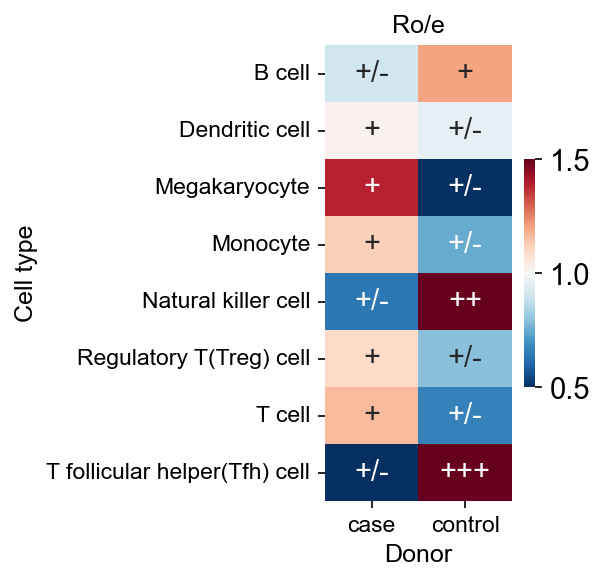 Ro/e
B cell +/- +
Dendritic cell + +/-
Megakaryocyte + +/-
Monocyte + +/-
Natural killer cell +/- ++
Regulatory T(Treg) cell + +/-
T cell + +/-
T follicular helper(Tfh) cell +/- +++
case control
Donor
Cell type
1.5
1.0
0.5